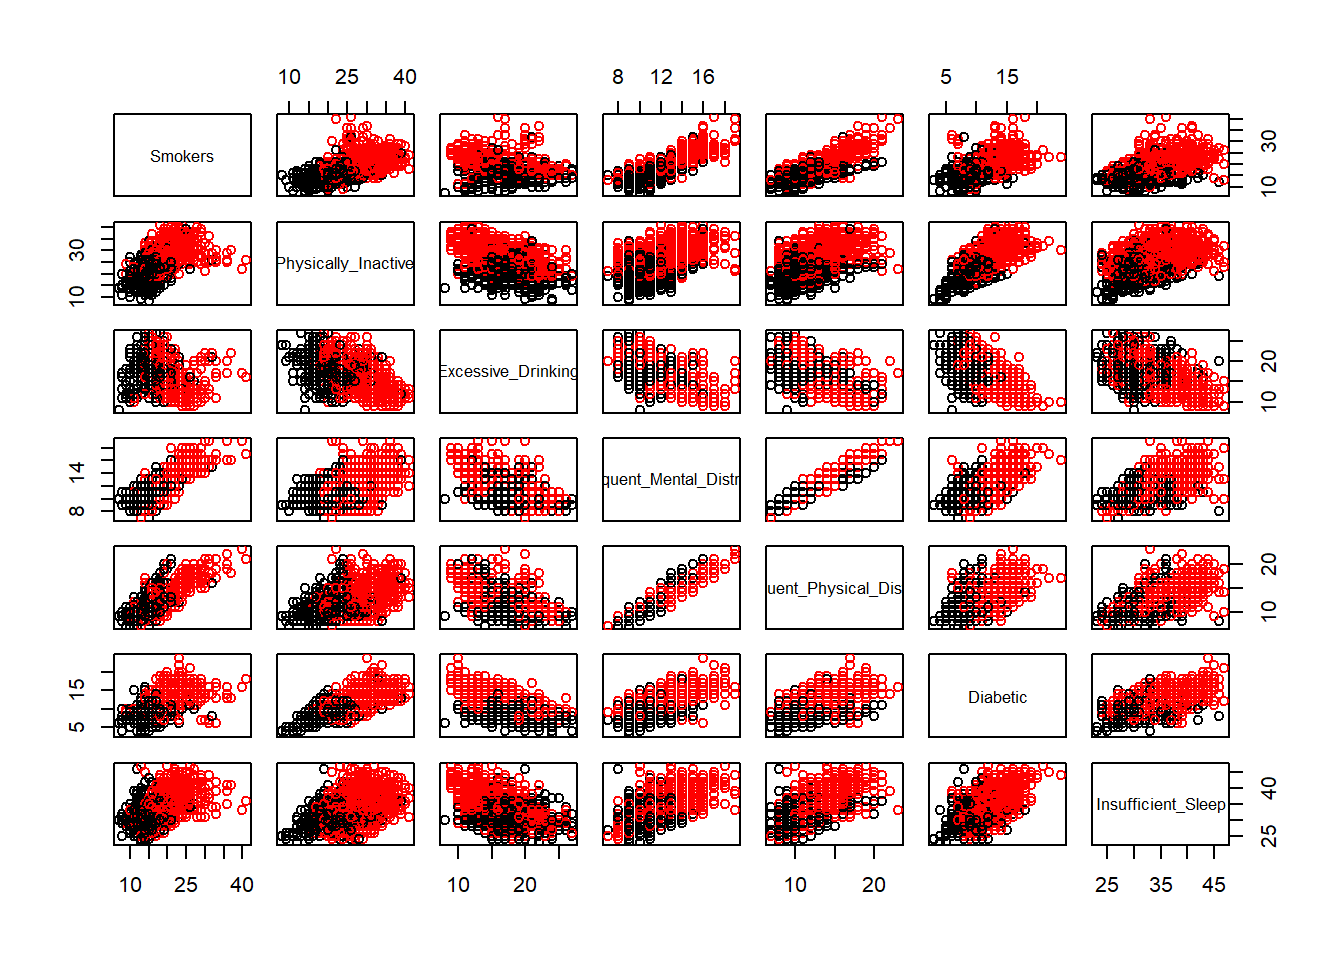 10 25 40 8 12 16 5 15
Smokers
10 30
10 30
Physically_Inactive
Excessive_Drinking
10 20
8 14
quent_Mental_Distr
uent_Physical_Dis
10 20
5 15
Diabetic
Insufficient_Sleep
25 40
10 25 40 10 20 10 20 25 35 45